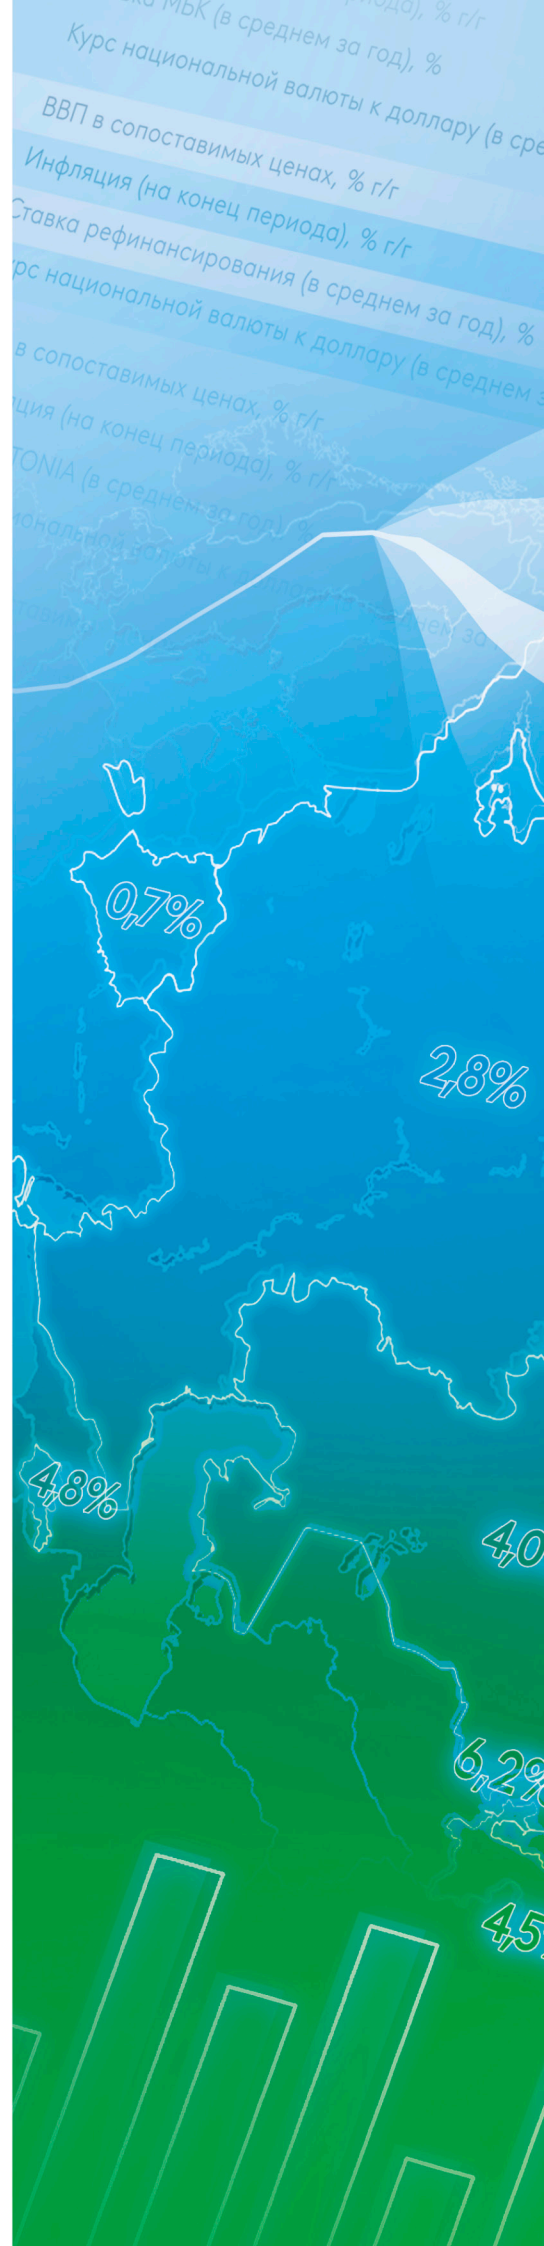 ка МБК (в среднем за год), %
Курс национальной валюты к доллару (в сре
ВВП в сопоставимых ценах, % г/г
Инфляция (на конец периода), % г/г
Ставка рефинансирования (в среднем за год), %
рс национальной валюты к доллару (в среднем з
в сопоставимых ценах, % г/г
ция (на конец периода), % г/г
TONIA (в среднем за год), %
0,7%
2,8%
4,8%
4,0
6,2%
4,5